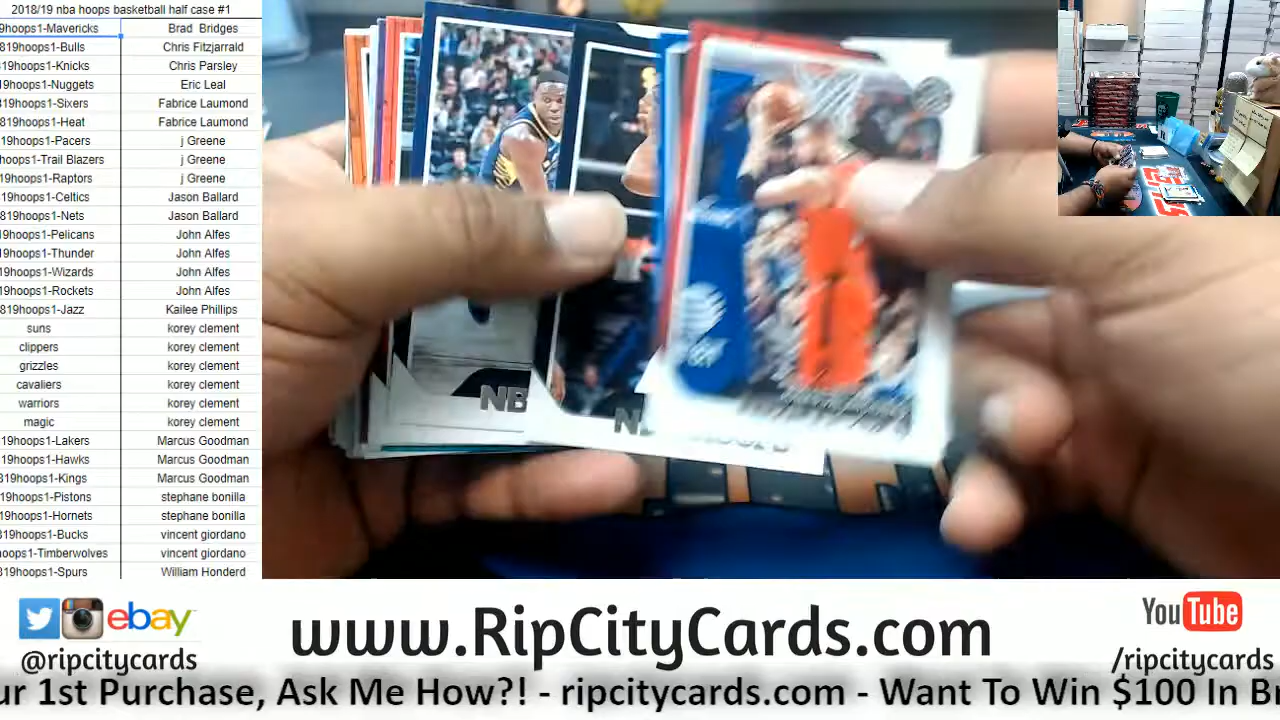 2018/19 nba hoops basketball half case #1
9hoops1-Mavericks Brad Bridges
819hoops1-Bulls Chris Fitzjarrald
19hoops1-Knicks Chris Parsley
19hoops1-Nuggets Eric Leal
319hoops1-Sixers Fabrice Laumond
819hoops1-Heat Fabrice Laumond
19hoops1-Pacers j Greene
hoops1-Trail Blazers j Greene
19hoops1-Raptors j Greene
19hoops1-Celtics Jason Ballard
819hoops1-Nets Jason Ballard
19hoops1-Pelicans John Alfes
19hoops1-Thunder John Alfes
19hoops1-Wizards John Alfes
19hoops1-Rockets John Alfes
819hoops1-Jazz Kailee Phillips
suns korey clement
clippers korey clement
grizzles korey clement
cavaliers korey clement
warriors korey clement
magic korey clement
19hoops1-Lakers Marcus Goodman
19hoops1-Hawks Marcus Goodman
319hoops1-Kings Marcus Goodman
19hoops1-Pistons stephane bonilla
19hoops1-Hornets stephane bonilla
319hoops1-Bucks vincent giordano
hoops1-Timberwolves vincent giordano
319hoops1-Spurs William Honderd
NB
ebay
@ripcitycards
www.RipCityCards.com
YouTube
/ripcitycards
ur 1st Purchase, Ask Me How?! - ripcitycards.com - Want To Win $100 In Br